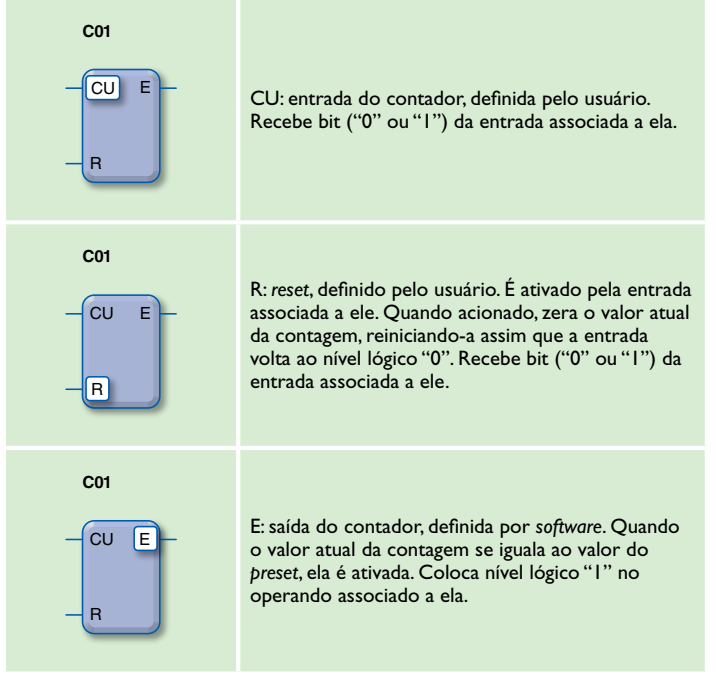 C01
CU E
R
CU: entrada do contador, definida pelo usuário.
Recebe bit (“0” ou “1”) da entrada associada a ela.
C01
CU E
R
R: reset, definido pelo usuário. É ativado pela entrada
associada a ele. Quando acionado, zera o valor atual
da contagem, reiniciando-a assim que a entrada
volta ao nível lógico “0”. Recebe bit (“0” ou “1”) da
entrada associada a ele.
C01
CU E
R
E: saída do contador, definida por software. Quando
o valor atual da contagem se iguala ao valor do
preset, ela é ativada. Coloca nível lógico “1” no
operando associado a ela.